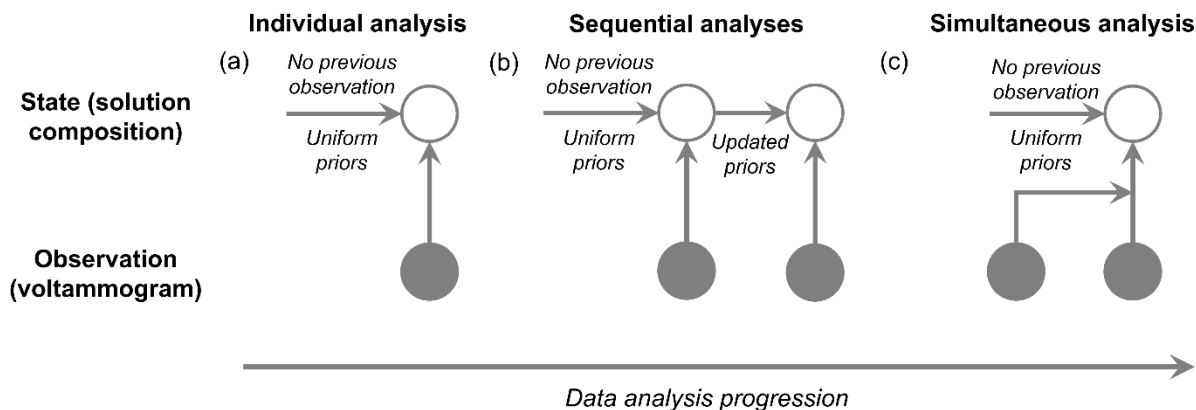 Individual analysis
Sequential analyses
Simultaneous analysis
(a)
No previous
observation
Uniform
priors
(b)
No previous
observation
Uniform
priors
Updated
priors
(c)
No previous
observation
Uniform
priors
State (solution
composition)
Observation
(voltammogram)
Data analysis progression